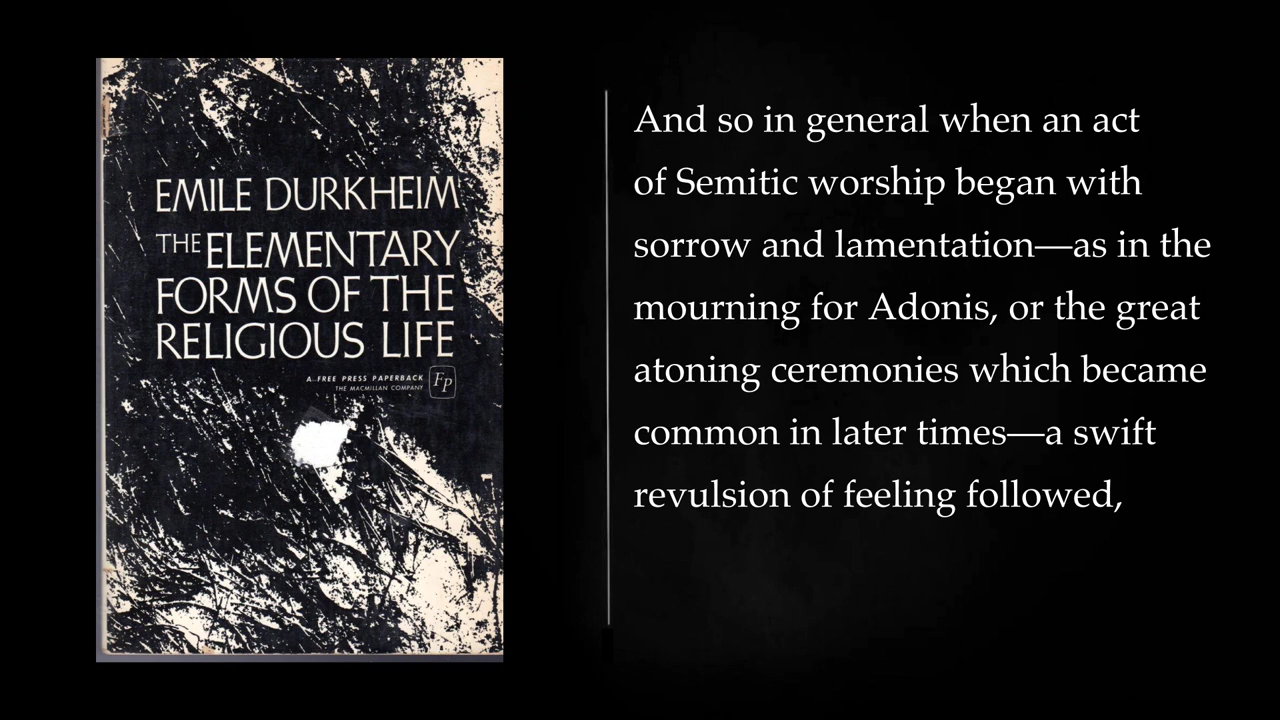 EMILE DURKHEIM
THE ELEMENTARY
FORMS OF THE
RELIGIOUS LIFE
A FREE PRESS PAPERBACK
THE MACMILLAN COMPANY
FP
And so in general when an act
of Semitic worship began with
sorrow and lamentation—as in the
mourning for Adonis, or the great
atoning ceremonies which became
common in later times—a swift
revulsion of feeling followed,